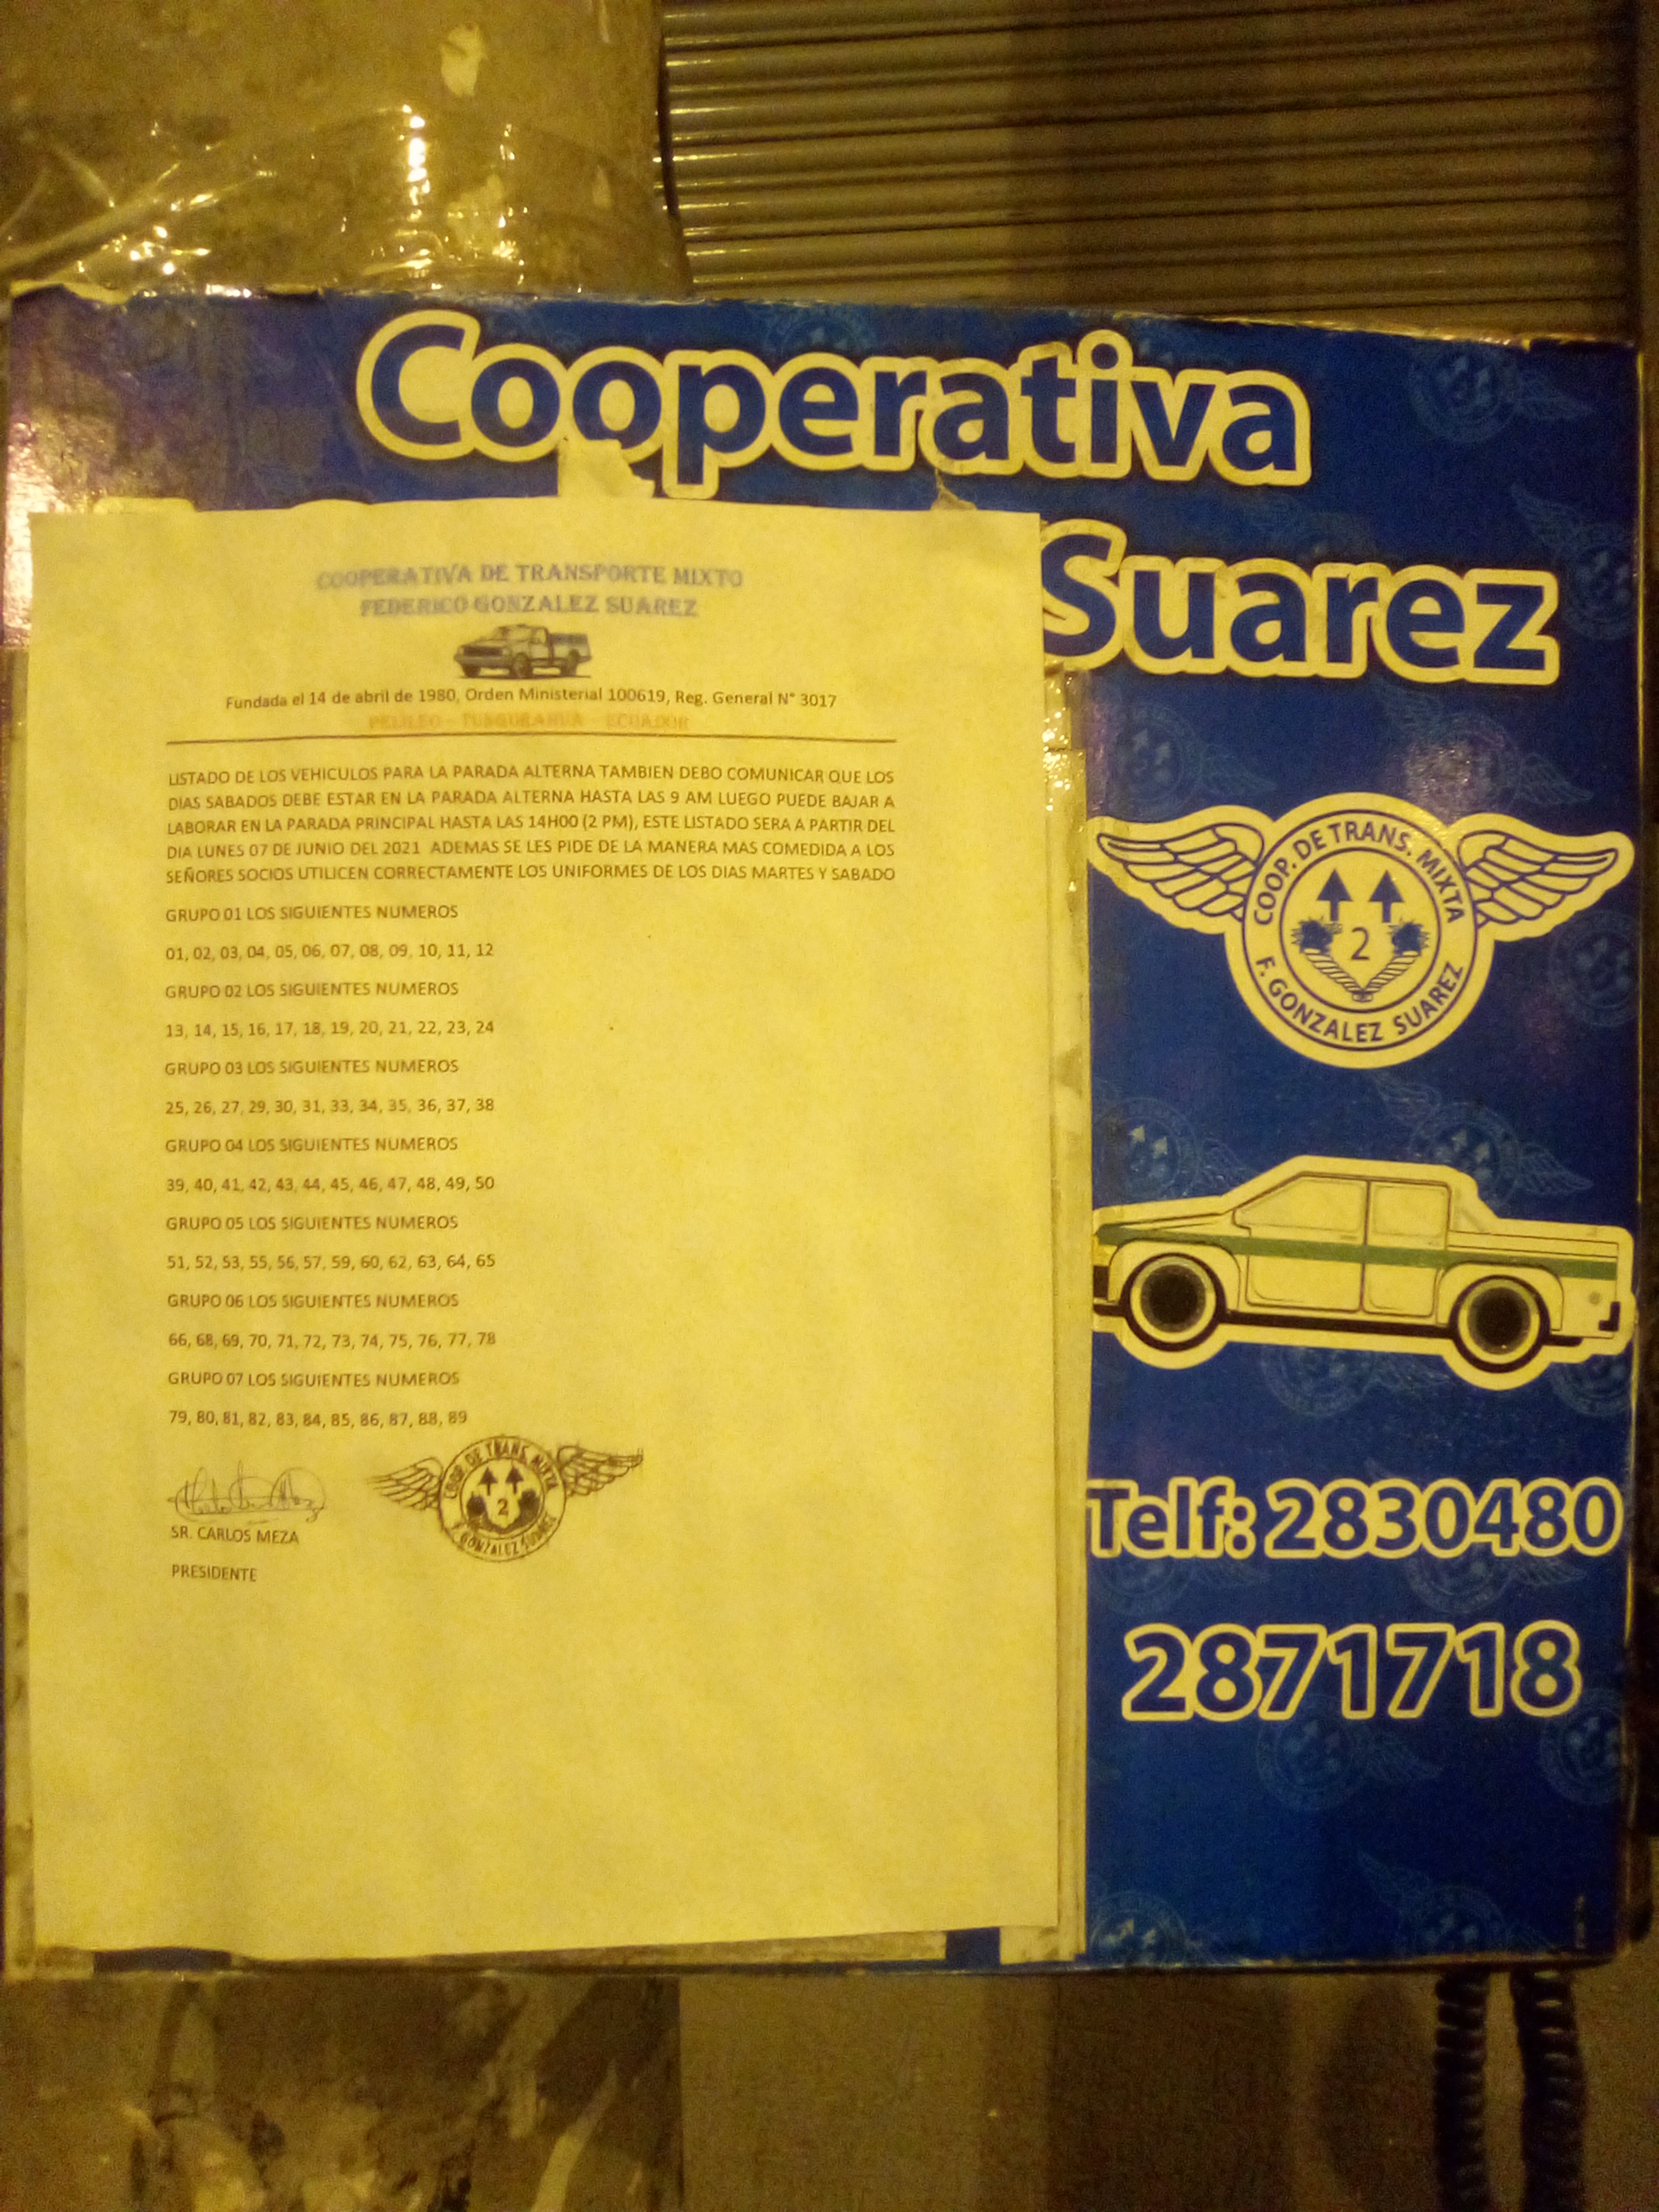 Cooperativa
Suarez
COOPERATIVA DE TRANSPORTE MIXTO
FEDERICO GONZALEZ SUAREZ
Fundada el 14 de abril de 1980, Orden Ministerial 100619, Reg. General N° 3017
PELILEO - TUNGURAHUA - ECUADOR
LISTADO DE LOS VEHICULOS PARA LA PARADA ALTERNA TAMBIEN DEBO COMUNICAR QUE LOS
DIAS SABADOS DEBE ESTAR EN LA PARADA ALTERNA HASTA LAS 9 AM LUEGO PUEDE BAJAR A
LABORAR EN LA PARADA PRINCIPAL HASTA LAS 14H00 (2 PM), ESTE LISTADO SERA A PARTIR DEL
DIA LUNES 07 DE JUNIO DEL 2021 ADEMAS SE LES PIDE DE LA MANERA MAS COMEDIDA A LOS
SEÑORES SOCIOS UTILICEN CORRECTAMENTE LOS UNIFORMES DE LOS DIAS MARTES Y SABADO
GRUPO 01 LOS SIGUIENTES NUMEROS
01, 02, 03, 04, 05, 06, 07, 08, 09, 10, 11, 12
GRUPO 02 LOS SIGUIENTES NUMEROS
13, 14, 15, 16, 17, 18, 19, 20, 21, 22, 23, 24
GRUPO 03 LOS SIGUIENTES NUMEROS
25, 26, 27, 29, 30, 31, 33, 34, 35, 36, 37, 38
GRUPO 04 LOS SIGUIENTES NUMEROS
39, 40, 41, 42, 43, 44, 45, 46, 47, 48, 49, 50
GRUPO 05 LOS SIGUIENTES NUMEROS
51, 52, 53, 55, 56, 57, 59, 60, 62, 63, 64, 65
GRUPO 06 LOS SIGUIENTES NUMEROS
66, 68, 69, 70, 71, 72, 73, 74, 75, 76, 77, 78
GRUPO 07 LOS SIGUIENTES NUMEROS
79, 80, 81, 82, 83, 84, 85, 86, 87, 88, 89
COOP. DE TRANS. MIXTA
2
F. GONZALEZ SUAREZ
SR. CARLOS MEZA
PRESIDENTE
COOP. DE TRANS. MIXTA
2
F. GONZALEZ SUAREZ
Telf: 2830480
2871718